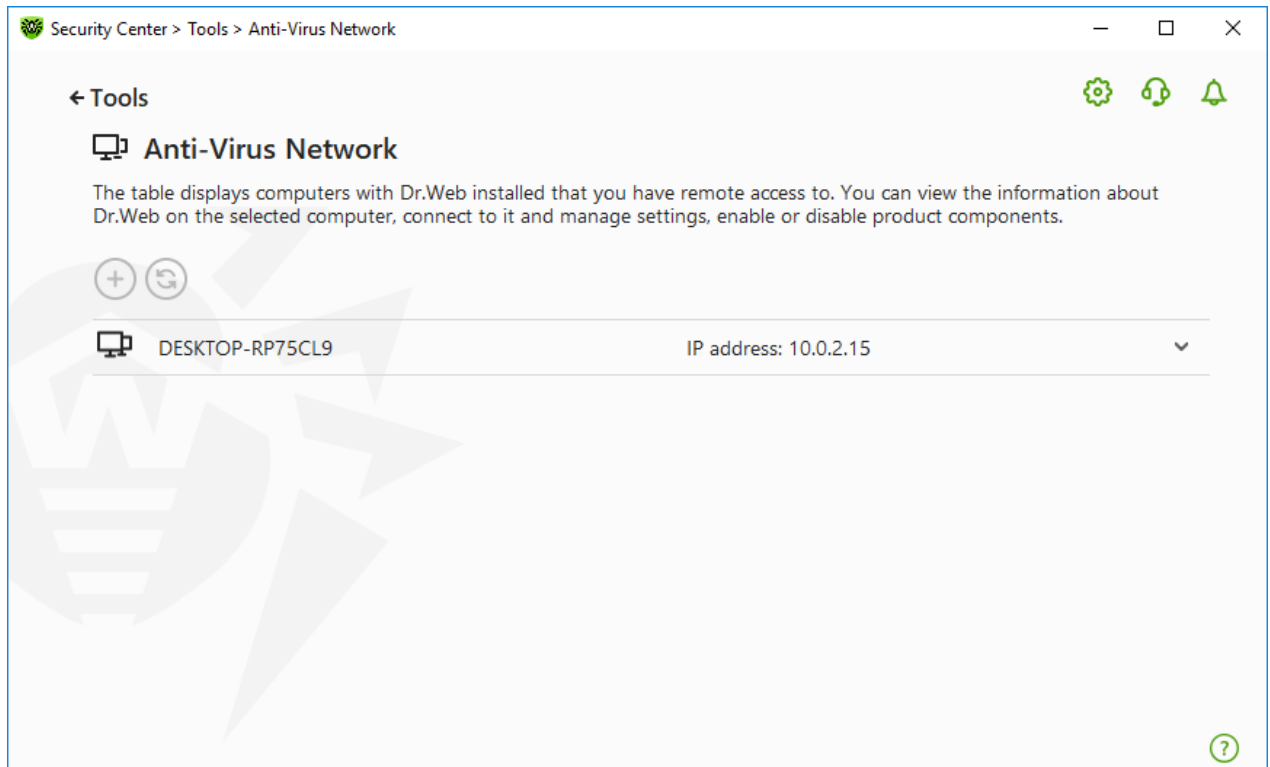 Security Center > Tools > Anti-Virus Network
Tools
Anti-Virus Network
The table displays computers with Dr.Web installed that you have remote access to. You can view the information about
Dr.Web on the selected computer, connect to it and manage settings, enable or disable product components.
DESKTOP-RP75CL9 IP address: 10.0.2.15
?